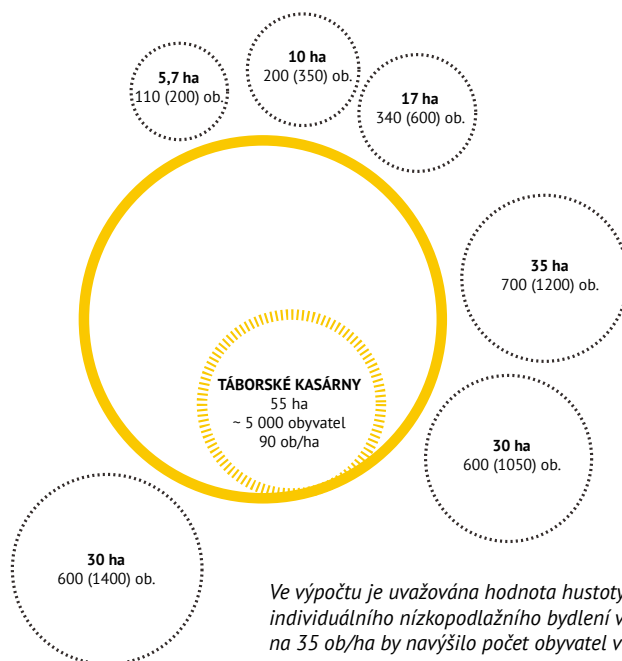 10 ha
200 (350) ob.
5,7 ha
110 (200) ob.
17 ha
340 (600) ob.
35 ha
700 (1200) ob.
TÁBORSKÉ KASÁRNY
55 ha
~ 5 000 obyvatel
90 ob/ha
30 ha
600 (1050) ob.
30 ha
600 (1400) ob.
Ve výpočtu je uvažována hodnota hustoty
individuálního nízkopodlažního bydlení v
na 35 ob/ha by navýšilo počet obyvatel v